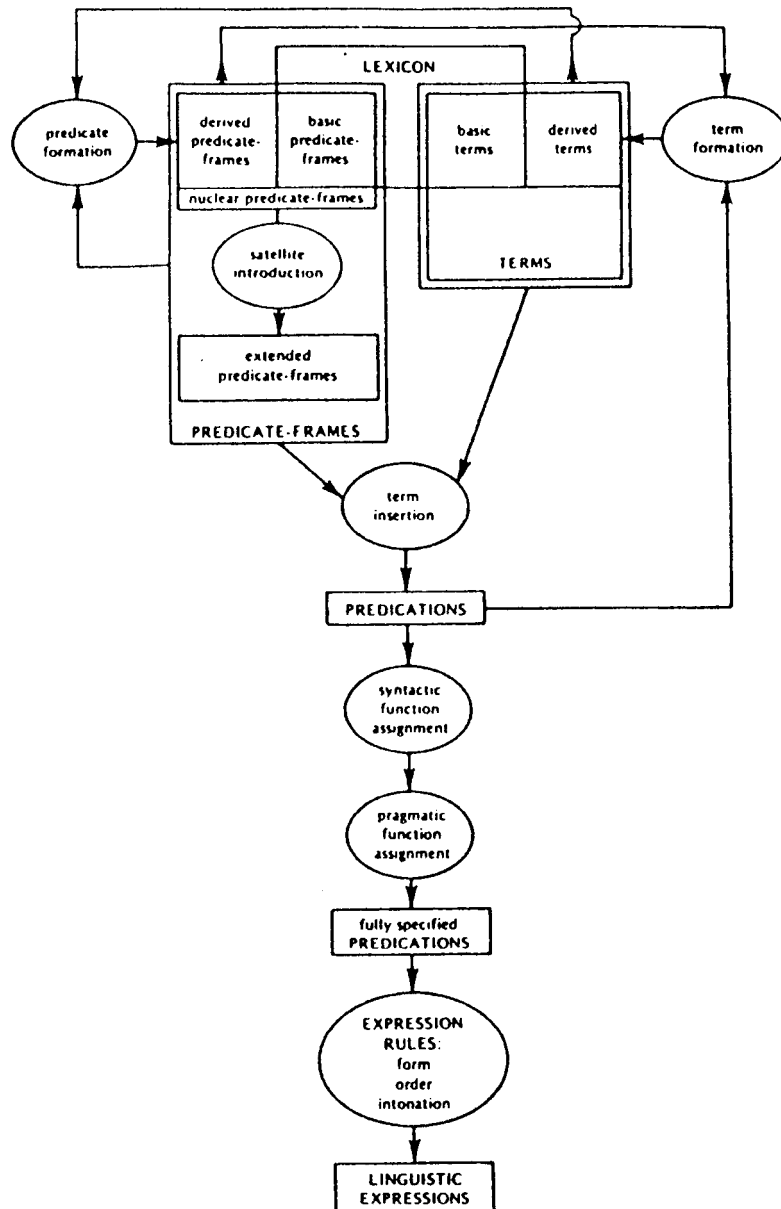 LEXICON
predicate
formation
derived
predicate-
frames
basic
predicate-
frames
basic
terms
derived
terms
term
formation
nuclear predicate-frames
satellite
introduction
TERMS
extended
predicate-frames
PREDICATE-FRAMES
term
insertion
PREDICATIONS
syntactic
function
assignment
pragmatic
function
assignment
fully specified
PREDICATIONS
EXPRESSION
RULES:
form
order
intonation
LINGUISTIC
EXPRESSIONS